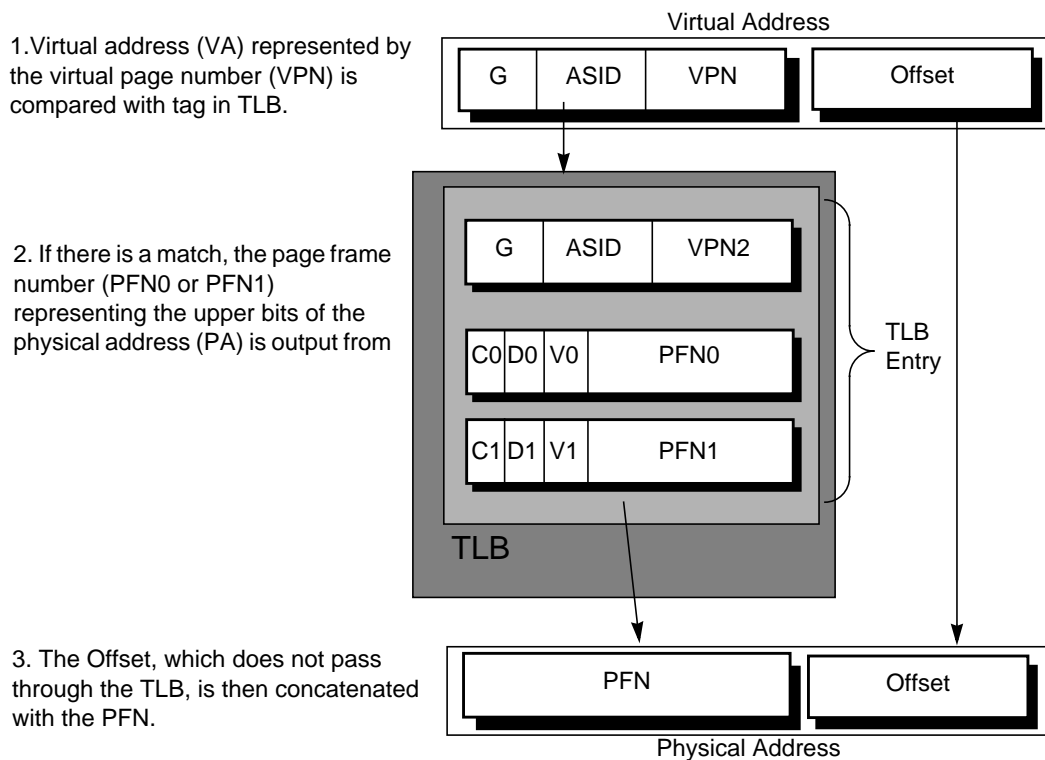 Virtual Address
1.Virtual address (VA) represented by
the virtual page number (VPN) is
compared with tag in TLB.
G ASID VPN Offset
2. If there is a match, the page frame
number (PFN0 or PFN1)
representing the upper bits of the
physical address (PA) is output from
G ASID VPN2
C0 D0 V0 PFN0
C1 D1 V1 PFN1
TLB
Entry
TLB
3. The Offset, which does not pass
through the TLB, is then concatenated
with the PFN.
PFN Offset
Physical Address